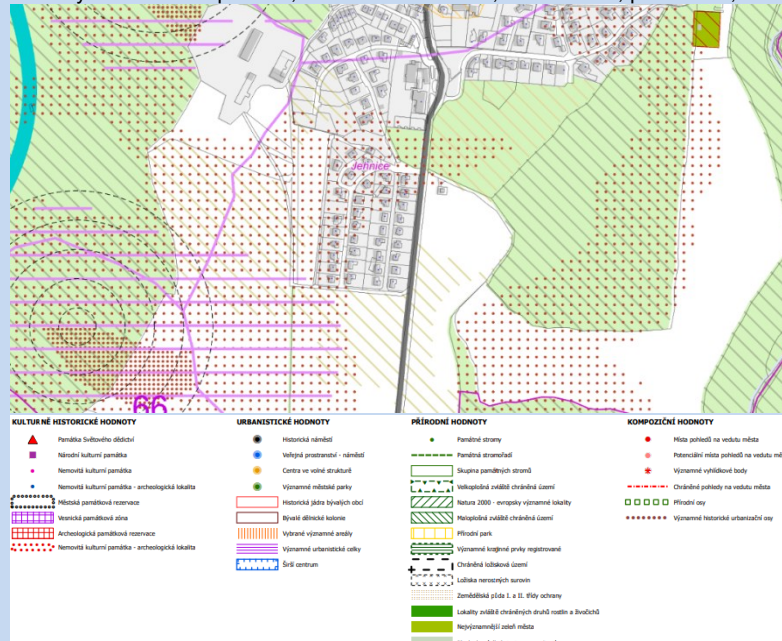 Jehnice
66
KULTURNĚ HISTORICKÉ HODNOTY
Památka Světového dědictví
Národní kulturní památka
Nemovitá kulturní památka
Nemovitá kulturní památka - archeologická lokalita
Městská památková rezervace
Vesnická památková zóna
Archeologická památková rezervace
Nemovitá kulturní památka - archeologická lokalita
URBANISTICKÉ HODNOTY
Historická náměstí
Veřejná prostranství - náměstí
Centra ve volné struktuře
Významné městské parky
Historická jádra bývalých obcí
Bývalé dělnické kolonie
Vybrané významné areály
Významné urbanistické celky
Širší centrum
PŘÍRODNÍ HODNOTY
Památné stromy
Památná stromořadí
Skupina památných stromů
Velkoplošná zvláště chráněná území
Natura 2000 - evropsky významné lokality
Maloplošná zvláště chráněná území
Přírodní park
Významné krajinné prvky registrované
Chráněná ložisková území
Ložiska nerostných surovin
Zemědělská půda I. a II. třídy ochrany
Lokality zvláště chráněných druhů rostlin a živočichů
Nejvýznamnější zeleň města
KOMPOZIČNÍ HODNOTY
Místa pohledů na vedutu města
Potenciální místa pohledů na vedutu mě
Významné vyhlídkové body
Chráněné pohledy na vedutu města
Přírodní osy
Významné historické urbanizační osy